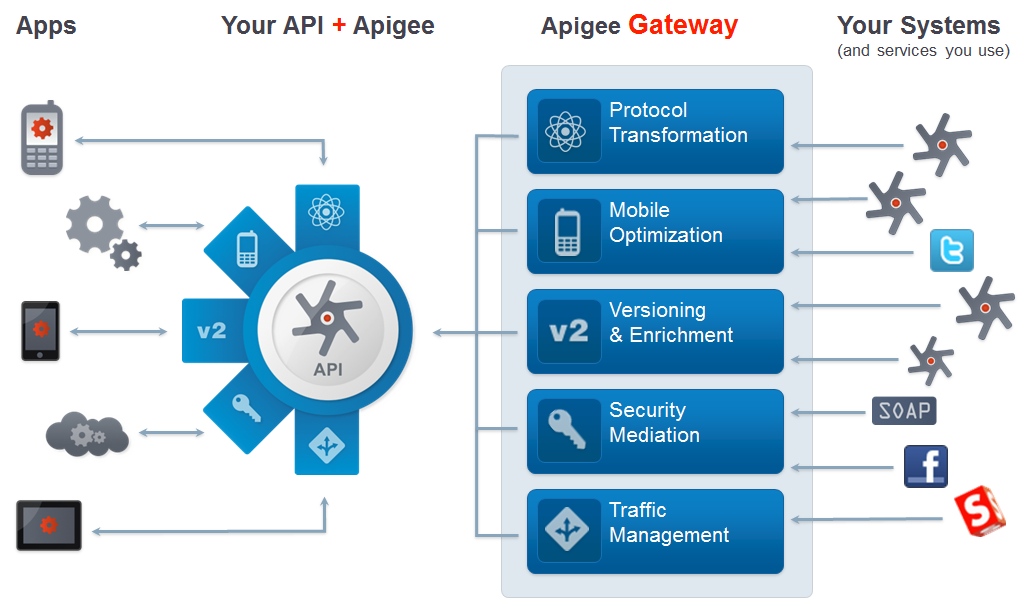 Apps
Your API + Apigee
Apigee Gateway
Your Systems
(and services you use)
v2
API
Protocol
Transformation
Mobile
Optimization
v2
Versioning
& Enrichment
Security
Mediation
Traffic
Management
t
SOAP
f
S